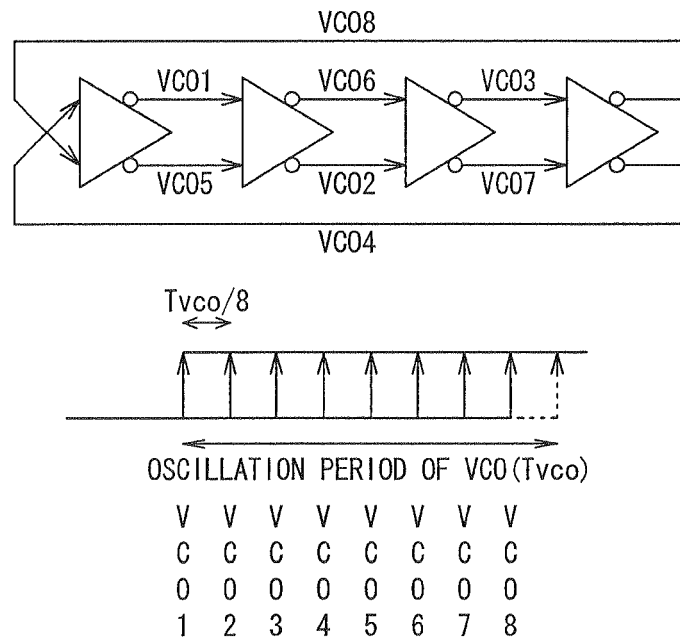 VCO8
VCO1 VCO6 VCO3
VCO5 VCO2 VCO7
VCO4
Tvco/8
OSCILLATION PERIOD OF VCO(Tvco)
V V V V V V V V
C C C C C C C C
O O O O O O O O
1 2 3 4 5 6 7 8